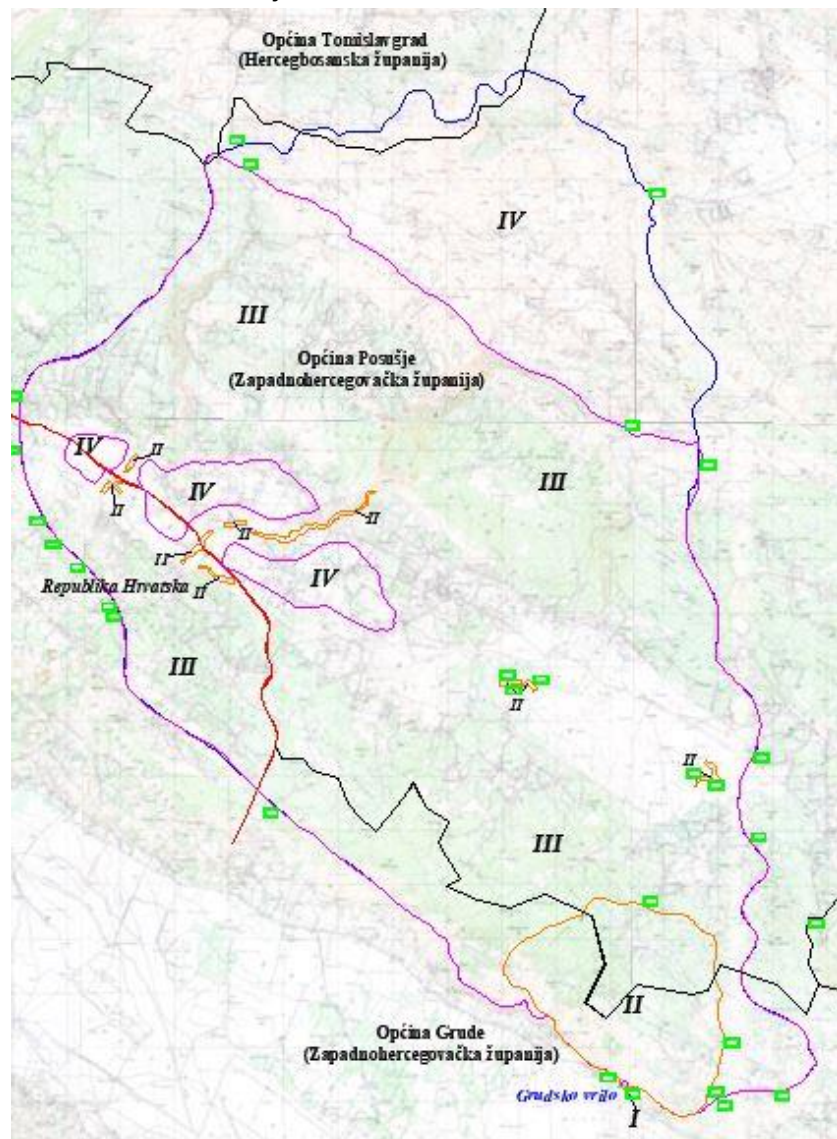 Općina Tomislavgrad
(Hercegbosanska županija)
IV
III
Općina Posušje
(Zapadnohercegovačka županija)
IV
II
IV
III
II
II
II
II
IV
Republika Hrvatska
II
III
II
II
III
II
Općina Grude
(Zapadnohercegovačka županija)
Grudsko vrilo
I